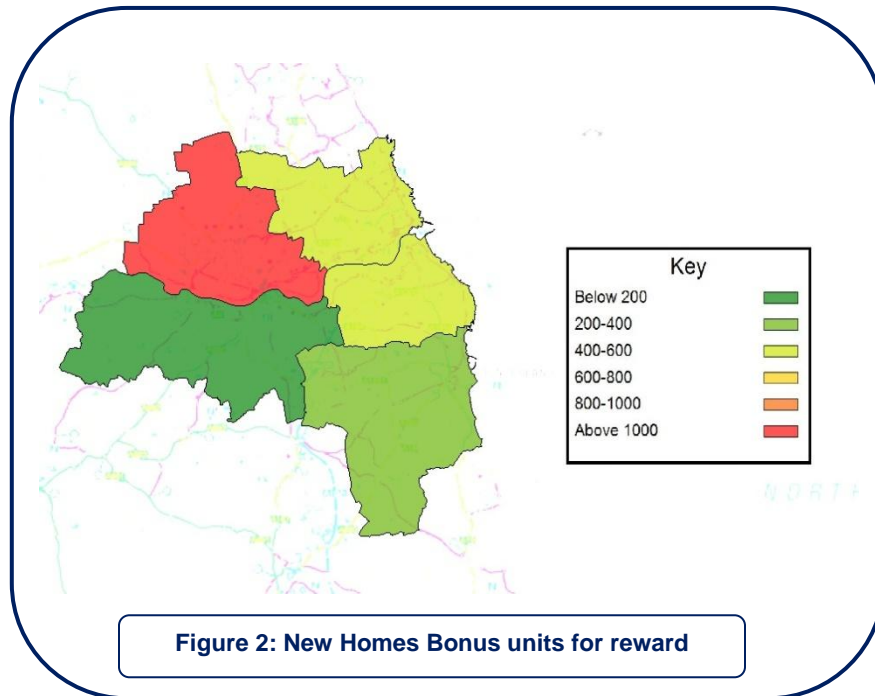 Key
Below 200
200-400
400-600
600-800
800-1000
Above 1000
NORTH
Figure 2: New Homes Bonus units for reward